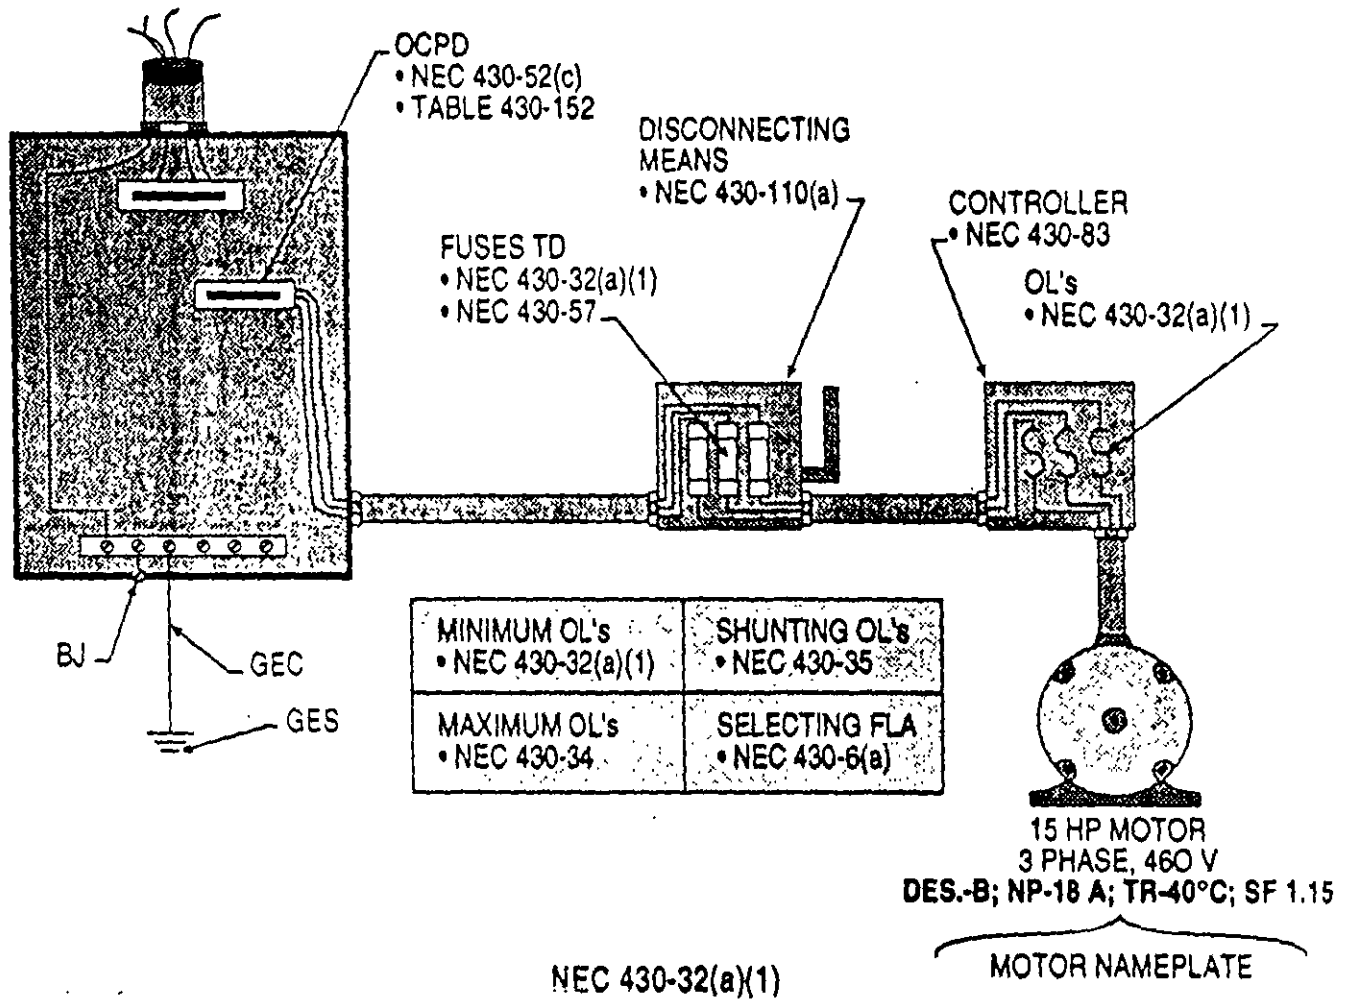 OCPD
• NEC 430-52(c)
• TABLE 430-152
DISCONNECTING
MEANS
• NEC 430-110(a)
CONTROLLER
• NEC 430-83
FUSES TD
• NEC 430-32(a)(1)
• NEC 430-57
OL's
• NEC 430-32(a)(1)
BJ
GEC
GES
MINIMUM OL's
• NEC 430-32(a)(1)
SHUNTING OL's
• NEC 430-35
MAXIMUM OL's
• NEC 430-34
SELECTING FLA
• NEC 430-6(a)
15 HP MOTOR
3 PHASE, 460 V
DES.-B; NP-18 A; TR-40°C; SF 1.15
MOTOR NAMEPLATE
NEC 430-32(a)(1)